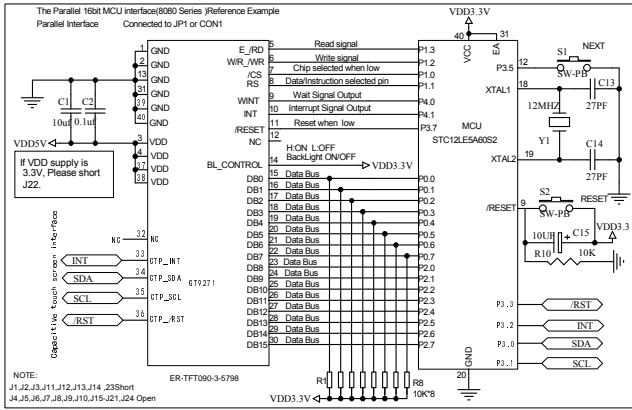 The Parallel 16bit MCU interface(8080 Series )Reference Example
Parallel Interface Connected to JP1 or CON1
1 GND
2 GND
13 GND
31 GND
39 GND
40 GND
3 VDD
4 VDD
37 VDD
38 VDD
C1 C2
10uf 0.1uf
VDD5V
If VDD supply is
3.3V, Please short
J22.
E_/RD 5 Read signal P1.3
W/R_/WR 6 Write signal P1.2
/CS 7 Chip selected when low P1.0
RS 8 Data/Instruction selected pin P1.1
WINT 9 Wait Signal Output P4.0
INT 10 Interrupt Signal Output P4.1
/RESET 11 Reset when low P3.7
NC 12
H:ON L:OFF
BL_CONTROL 14 BackLight ON/OFF VDD3.3V
DB0 15 Data Bus P0.0
DB1 16 Data Bus P0.1
DB2 17 Data Bus P0.2
DB3 18 Data Bus P0.3
DB4 19 Data Bus P0.4
DB5 20 Data Bus P0.5
DB6 21 Data Bus P0.6
DB7 22 Data Bus P0.7
DB8 23 Data Bus P2.0
DB9 24 Data Bus P2.1
DB10 25 Data Bus P2.2
DB11 26 Data Bus P2.3
DB12 27 Data Bus P2.4
DB13 28 Data Bus P2.5
DB14 29 Data Bus P2.6
DB15 30 Data Bus P2.7
Capacitive touch screen interface
NC 32 NC
INT 33 CTP_INT
SDA 34 CTP_SDA
SCL 35 CTP_SCL
/RST 36 CTP_/RST
GT9271
ER-TFT090-3-5798
NOTE:
J1,J2,J3,J11,J12,J13,J14 ,23Short
J4,J5,J6,J7,J8,J9,J10,J15-J21,J24 Open
R1 R8
10K*8
VDD3.3V
VDD3.3V
40 VCC
31 EA
MCU
STC12LE5A60S2
P3.5 12 S1 NEXT
SW-PB
XTAL1 18 C13
27PF
12MHZ
Y1
XTAL2 19 C14
27PF
S2 RESET
/RESET 9 SW-PB
10UF + C15 VDD3.3
R10 10K
P3.3 /RST
P3.2 INT
P3.0 SDA
P3.1 SCL
GND
20